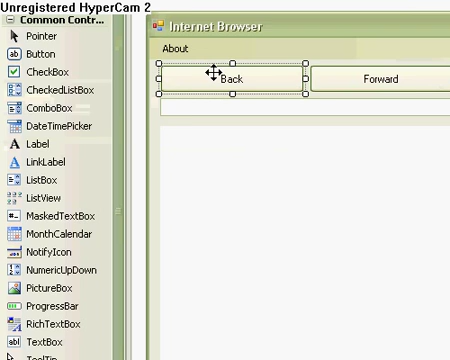 Unregistered HyperCam 2
Common Contr...
Pointer
Button
CheckBox
CheckedListBox
ComboBox
DateTimePicker
Label
LinkLabel
ListBox
ListView
MaskedTextBox
MonthCalendar
NotifyIcon
NumericUpDown
PictureBox
ProgressBar
RichTextBox
TextBox
ToolTip
Internet Browser
About
Back
Forward